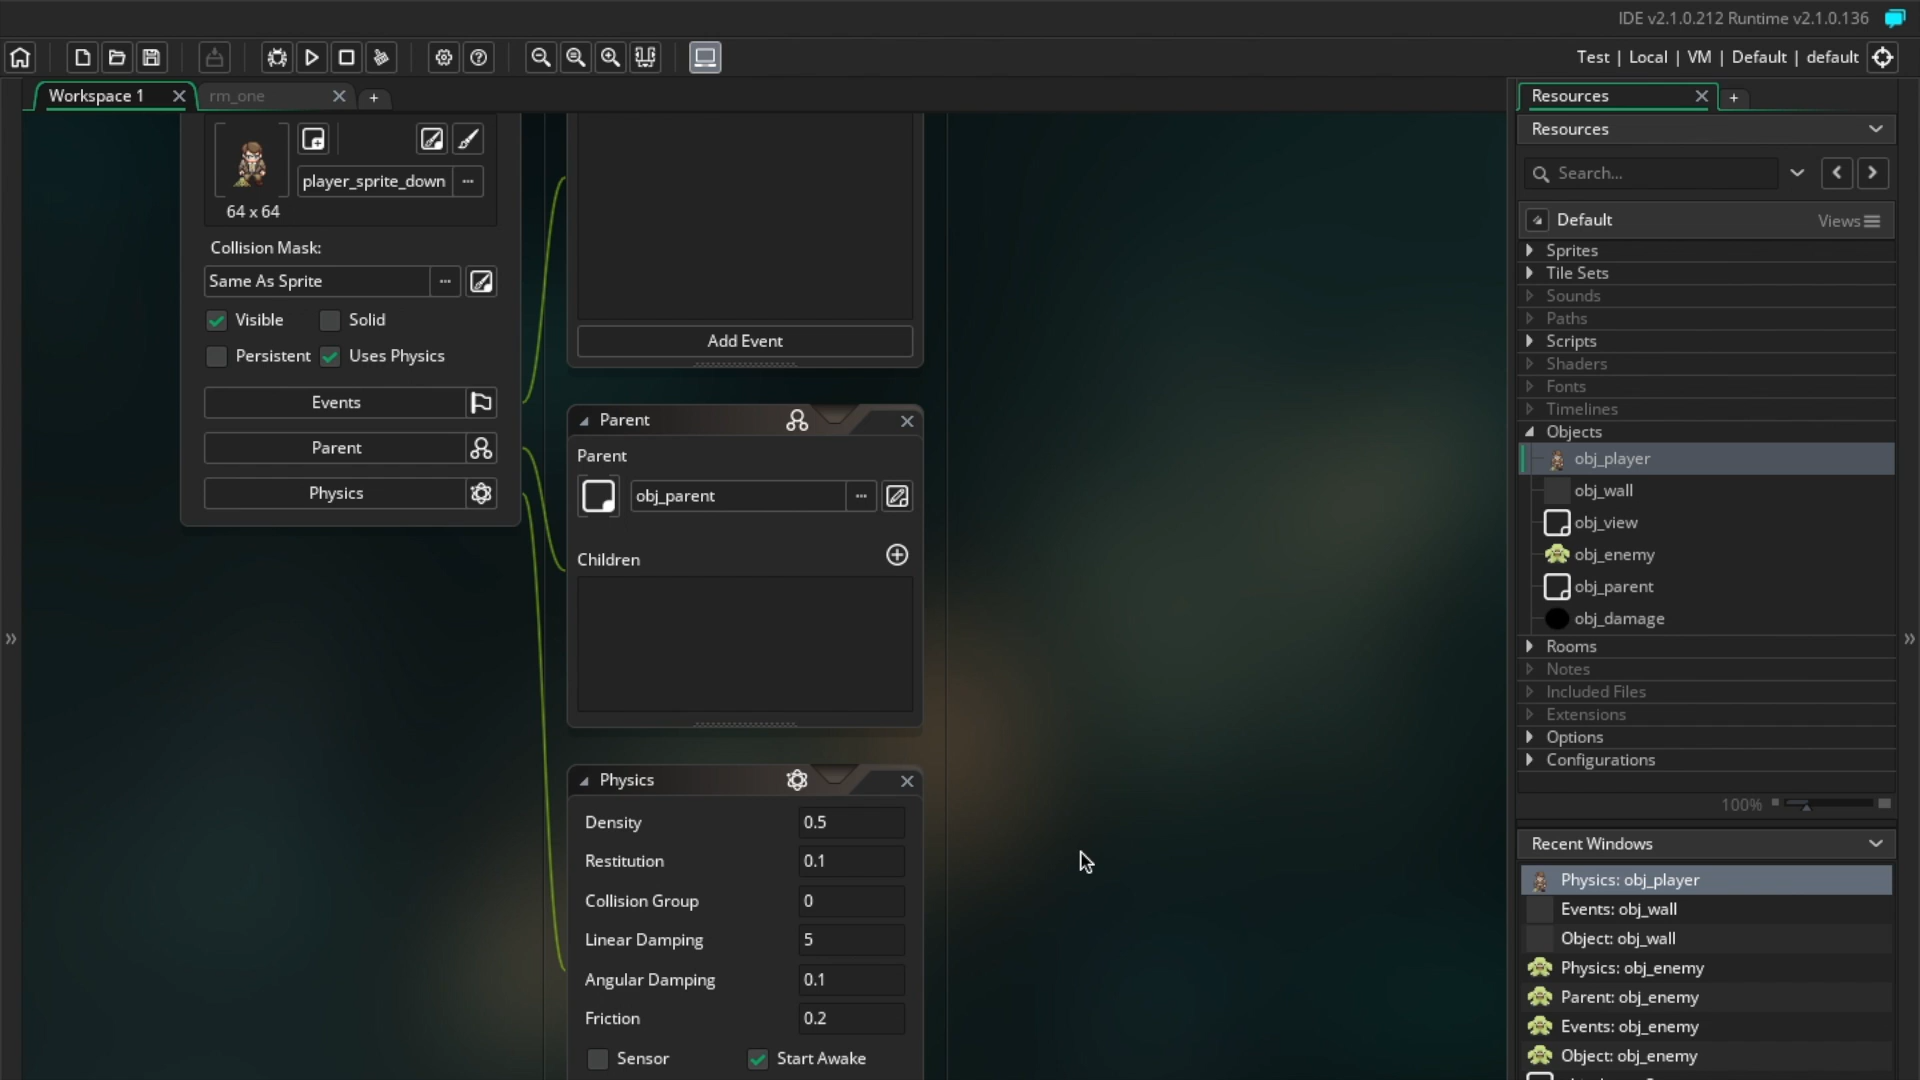 IDE v2.1.0.212 Runtime v2.1.0.136
Test | Local | VM | Default | default
Workspace 1
rm_one
player_sprite_down
64 x 64
Collision Mask:
Same As Sprite
Visible
Solid
Persistent
Uses Physics
Events
Parent
Physics
Add Event
Parent
Parent
obj_parent
Children
Physics
Density 0.5
Restitution 0.1
Collision Group 0
Linear Damping 5
Angular Damping 0.1
Friction 0.2
Sensor
Start Awake
Resources
Resources
Search...
Default
Views
Sprites
Tile Sets
Sounds
Paths
Scripts
Shaders
Fonts
Timelines
Objects
obj_player
obj_wall
obj_view
obj_enemy
obj_parent
obj_damage
Rooms
Notes
Included Files
Extensions
Options
Configurations
100%
Recent Windows
Physics: obj_player
Events: obj_wall
Object: obj_wall
Physics: obj_enemy
Parent: obj_enemy
Events: obj_enemy
Object: obj_enemy